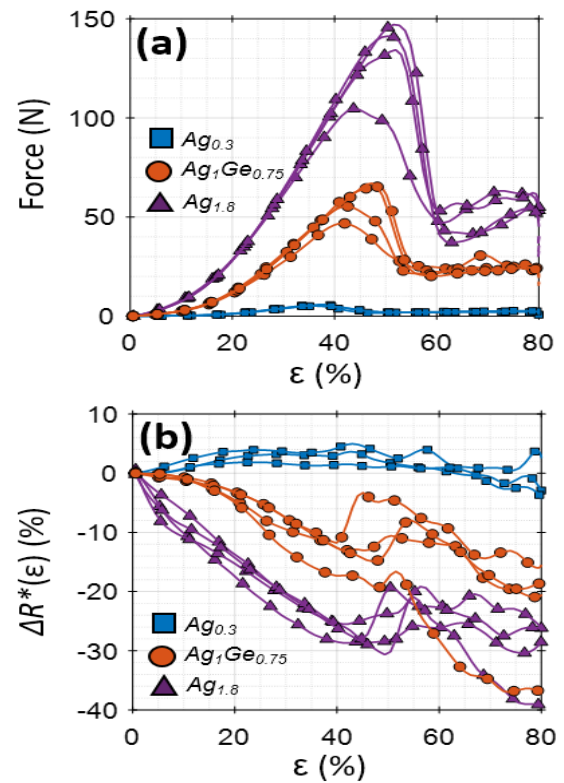 (a)
150
100
50
0
Force (N)
Ag0.3
Ag1Ge0.75
Ag1.8
0 20 40 60 80
ε (%)
(b)
10
0
-10
-20
-30
-40
ΔR*(ε) (%)
Ag0.3
Ag1Ge0.75
Ag1.8
0 20 40 60 80
ε (%)